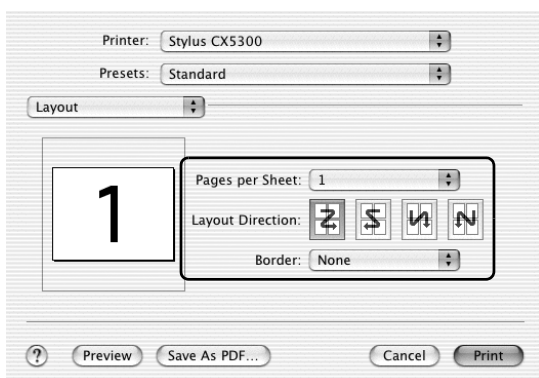 Printer: Stylus CX5300
Presets: Standard
Layout
1
Pages per Sheet: 1
Layout Direction:
Border: None
? Preview Save As PDF... Cancel Print